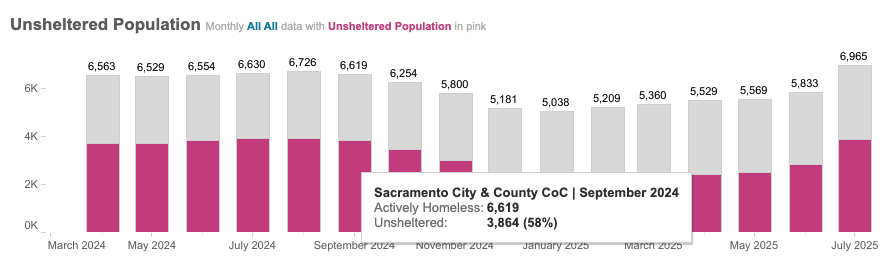 Unsheltered Population Monthly All All data with Unsheltered Population in pink
6,563 6,529 6,554 6,630 6,726 6,619 6,254 5,800 5,181 5,038 5,209 5,360 5,529 5,569 5,833 6,965
6K
4K
2K
0K
Sacramento City & County CoC | September 2024
Actively Homeless: 6,619
Unsheltered: 3,864 (58%)
March 2024 May 2024 July 2024 September 2024 November 2024 January 2025 March 2025 May 2025 July 2025